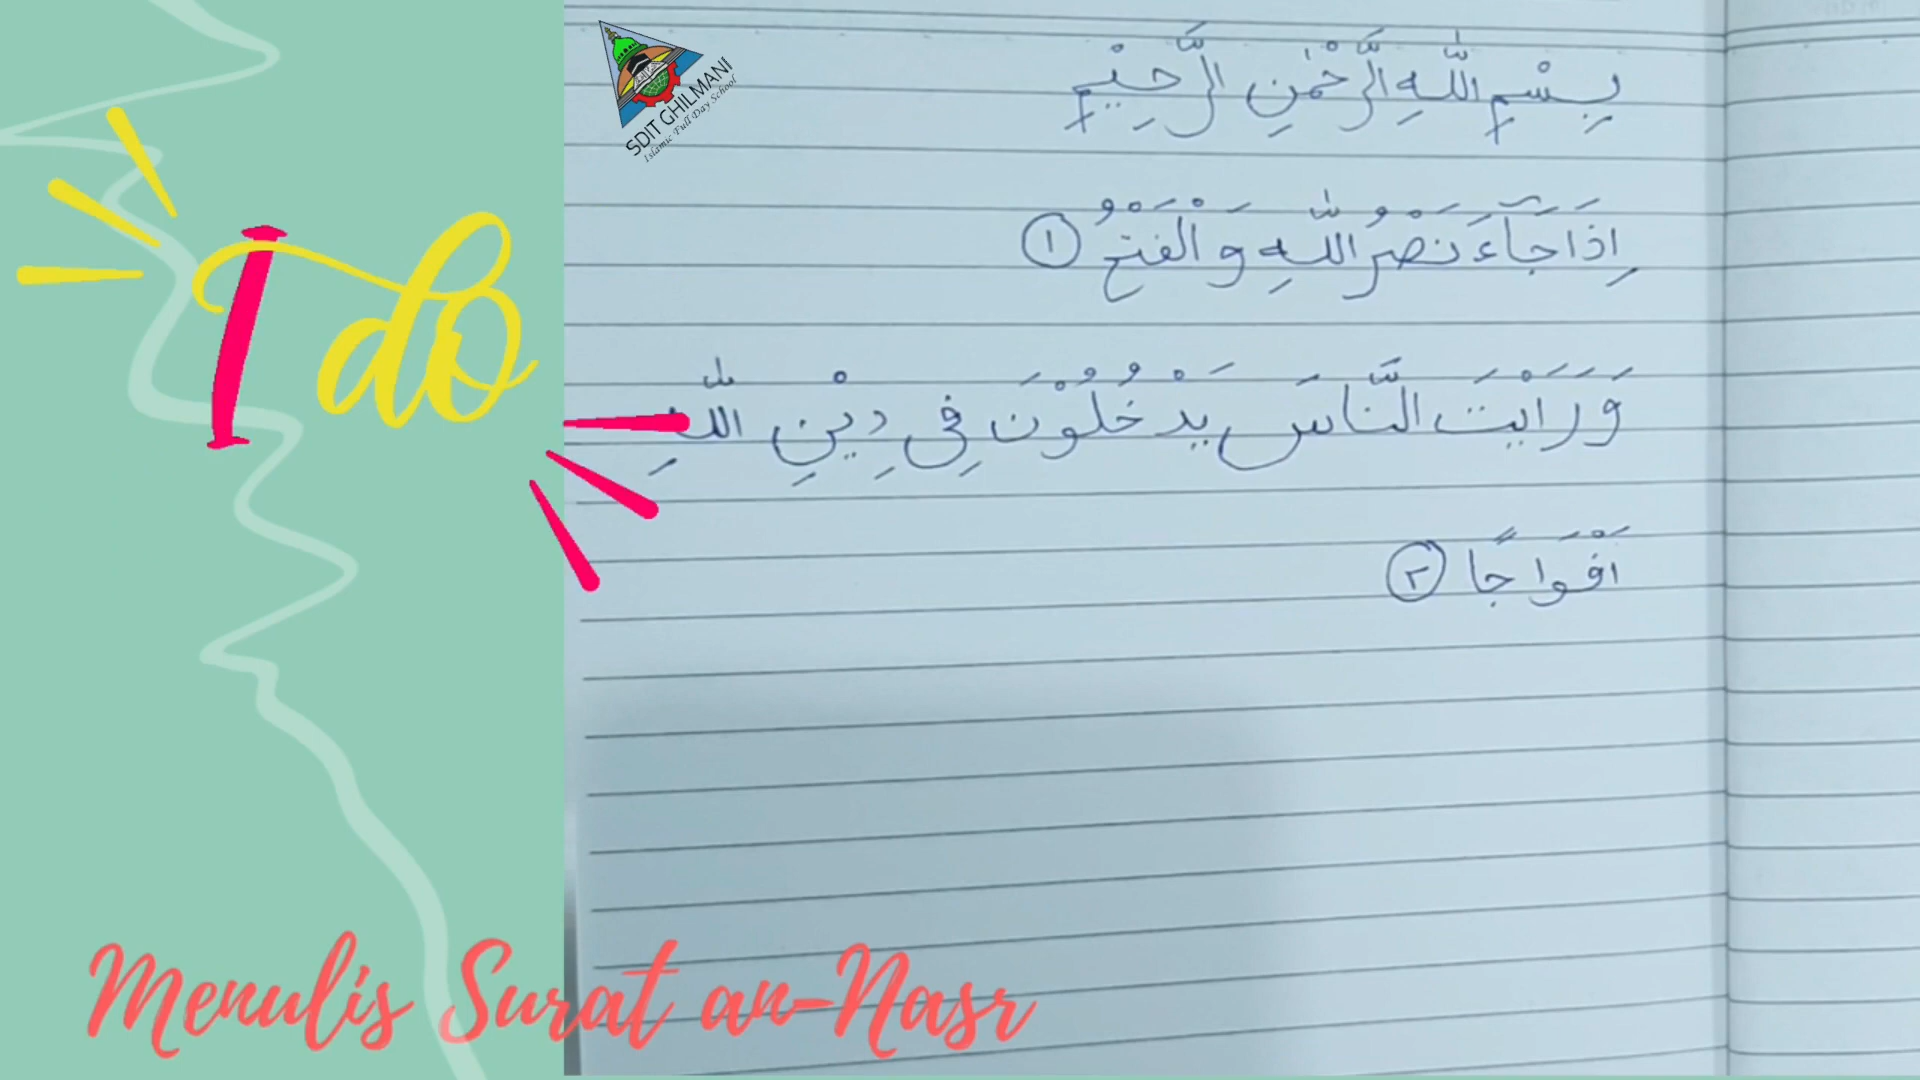 SDIT GHILMANI
Islamic Full Day School
بِسْمِ اللّٰهِ الرَّحْمٰنِ الرَّحِيْمِ
اِذَا جَآءَ نَصْرُ اللّٰهِ وَالْفَتْحُ ١
وَرَاَيْتَ النَّاسَ يَدْخُلُوْنَ فِى دِيْنِ اللّٰهِ
اَفْوَاجًا ٢
I do
Menulis Surat an-Nasr